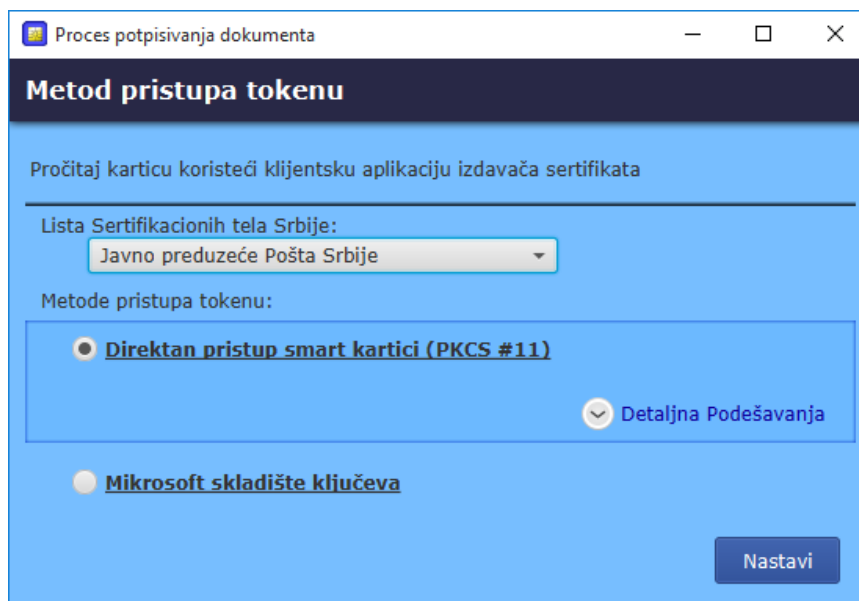 Proces potpisivanja dokumenta
Metod pristupa tokenu
Pročitaj karticu koristeći klijentsku aplikaciju izdavača sertifikata
Lista Sertifikacionih tela Srbije:
Javno preduzeće Pošta Srbije
Metode pristupa tokenu:
Direktan pristup smart kartici (PKCS #11)
Detaljna Podešavanja
Mikrosoft skladište ključeva
Nastavi